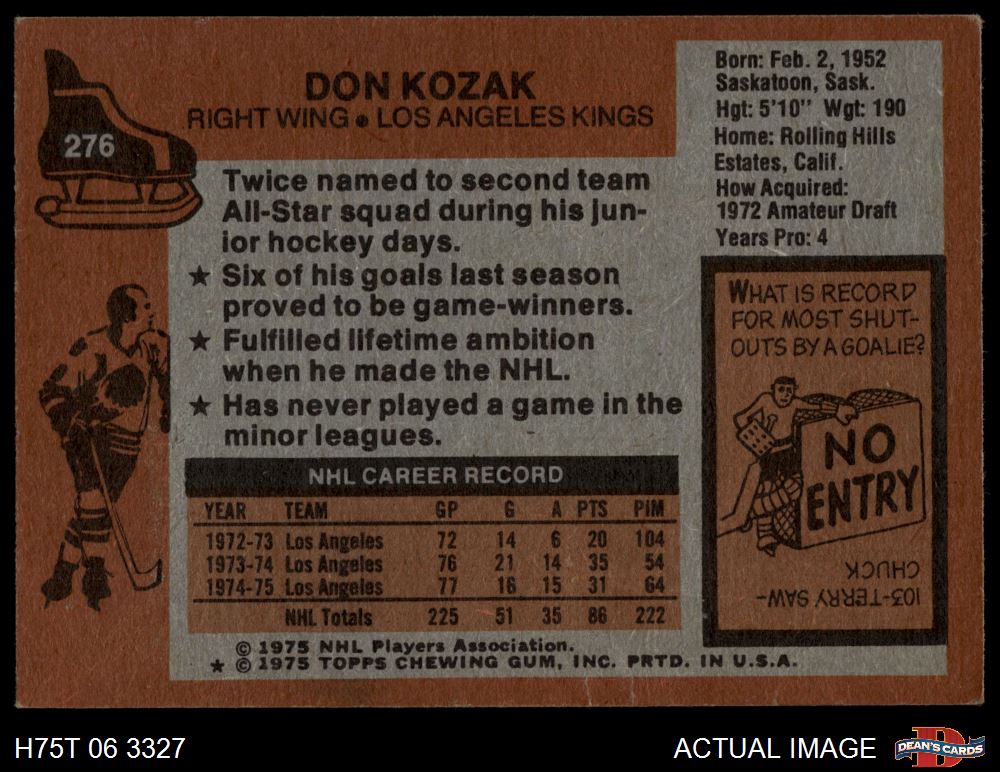 276
DON KOZAK
RIGHT WING • LOS ANGELES KINGS
Born: Feb. 2, 1952
Saskatoon, Sask.
Hgt: 5'10" Wgt: 190
Home: Rolling Hills
Estates, Calif.
How Acquired:
1972 Amateur Draft
Years Pro: 4
Twice named to second team
All-Star squad during his jun-
ior hockey days.
★ Six of his goals last season
proved to be game-winners.
★ Fulfilled lifetime ambition
when he made the NHL.
★ Has never played a game in the
minor leagues.
NHL CAREER RECORD
YEAR TEAM GP G A PTS PIM
1972-73 Los Angeles 72 14 6 20 104
1973-74 Los Angeles 76 21 14 35 54
1974-75 Los Angeles 77 16 15 31 64
NHL Totals 225 51 35 86 222
© 1975 NHL Players Association.
★ © 1975 TOPPS CHEWING GUM, INC. PRTD. IN U.S.A.
WHAT IS RECORD
FOR MOST SHUT-
OUTS BY A GOALIE?
NO
ENTRY
103-TERRY SAW-
CHUCK
H75T 06 3327
ACTUAL IMAGE
DEAN'S CARDS